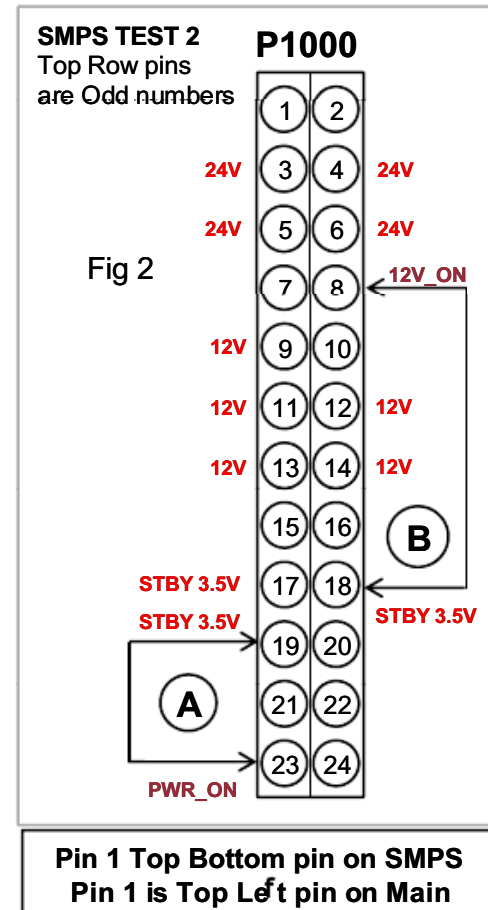 SMPS TEST 2
P1000
Top Row pins
are Odd numbers
1 2
24V 3 4 24V
24V 5 6 24V
Fig 2
7 8 12V_ON
12V 9 10
12V 11 12 12V
12V 13 14 12V
15 16
B
STBY 3.5V 17 18
STBY 3.5V
STBY 3.5V 19 20
A
21 22
23 24
PWR_ON
Pin 1 Top Bottom pin on SMPS
Pin 1 is Top Left pin on Main